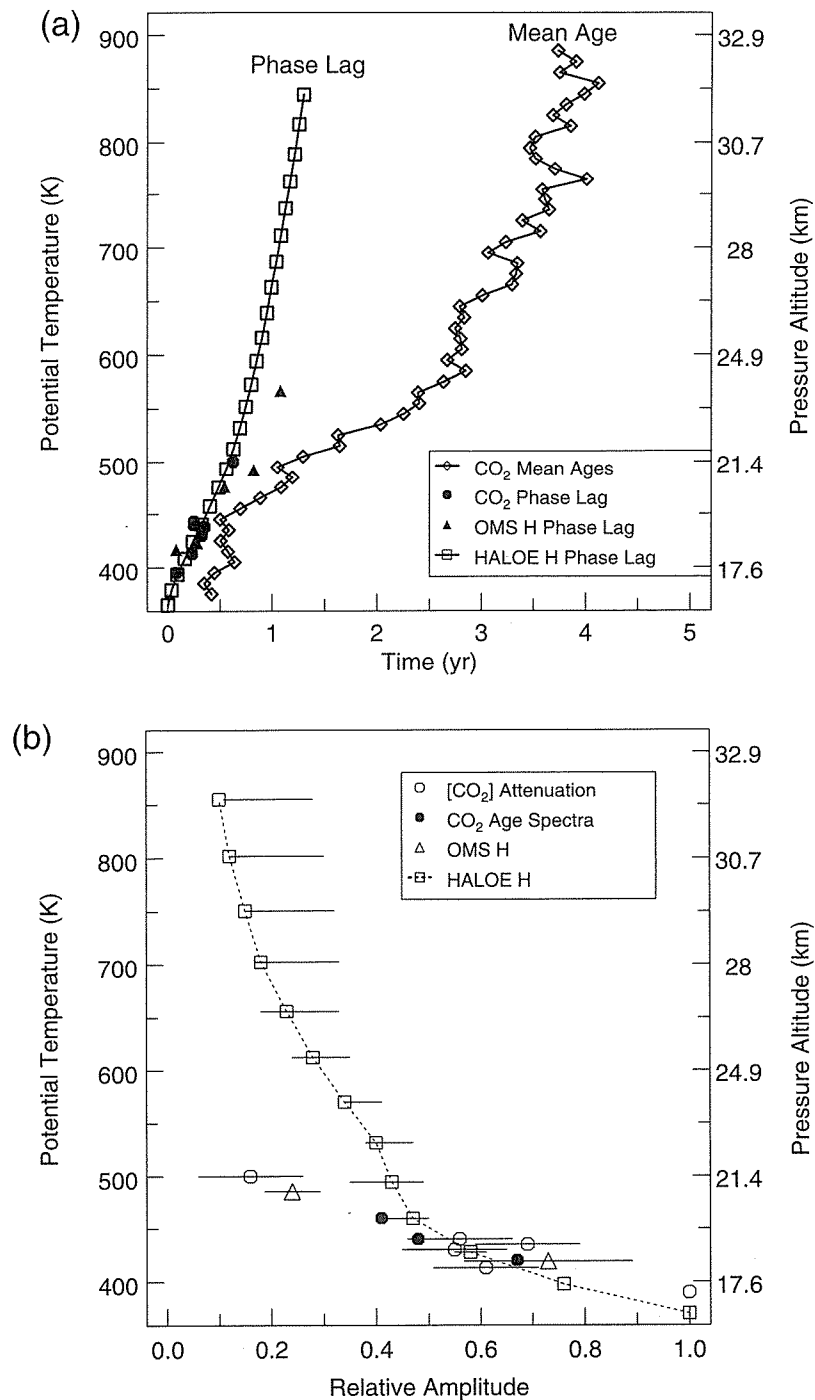 (a)
Mean Age
Phase Lag
900
800
700
600
500
400
Potential Temperature (K)
32.9
30.7
28
24.9
21.4
17.6
Pressure Altitude (km)
CO₂ Mean Ages
CO₂ Phase Lag
OMS H Phase Lag
HALOE H Phase Lag
0 1 2 3 4 5
Time (yr)
(b)
900
800
700
600
500
400
Potential Temperature (K)
32.9
30.7
28
24.9
21.4
17.6
Pressure Altitude (km)
[CO₂] Attenuation
CO₂ Age Spectra
OMS H
HALOE H
0.0 0.2 0.4 0.6 0.8 1.0
Relative Amplitude